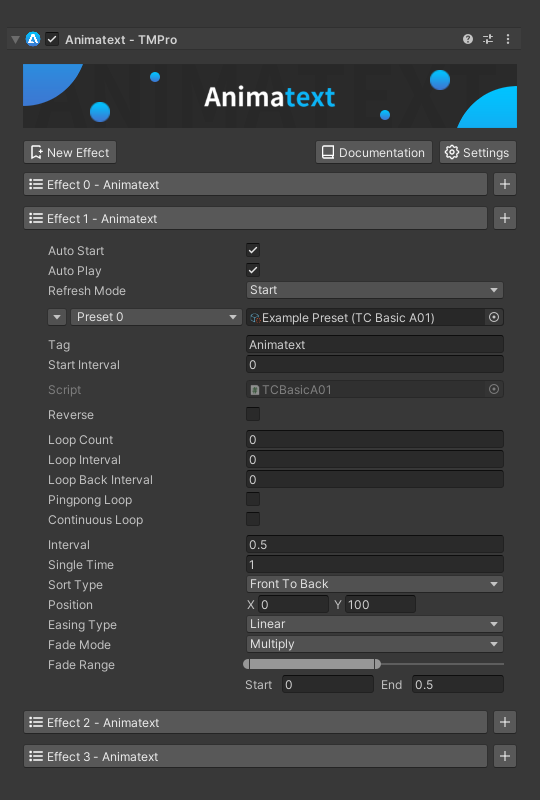 Animatext - TMPro
Animatext
New Effect Documentation Settings
Effect 0 - Animatext
Effect 1 - Animatext
Auto Start
Auto Play
Refresh Mode Start
Preset 0 Example Preset (TC Basic A01)
Tag Animatext
Start Interval 0
Script TCBasicA01
Reverse
Loop Count 0
Loop Interval 0
Loop Back Interval 0
Pingpong Loop
Continuous Loop
Interval 0.5
Single Time 1
Sort Type Front To Back
Position X 0 Y 100
Easing Type Linear
Fade Mode Multiply
Fade Range
Start 0 End 0.5
Effect 2 - Animatext
Effect 3 - Animatext